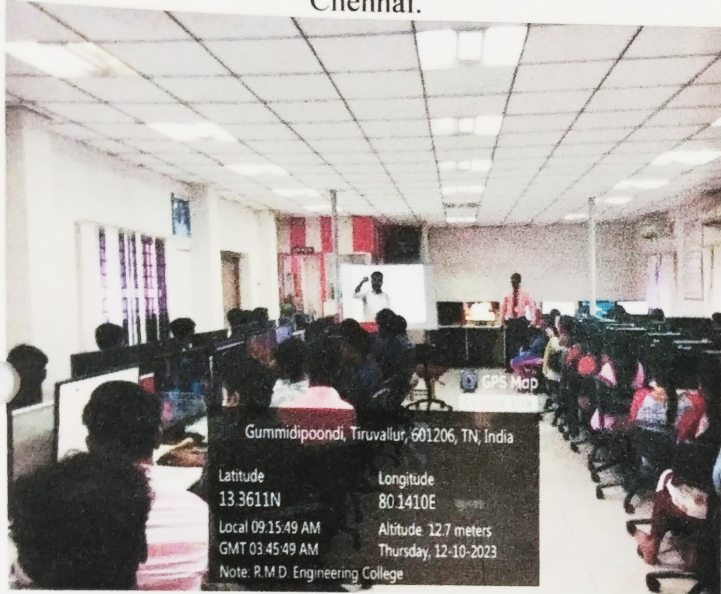 Chennai.
GPS Map
Gummidipoondi, Tiruvallur, 601206, TN, India
Latitude
13.3611N
Longitude
80.1410E
Local 09:15:49 AM
GMT 03:45:49 AM
Altitude 12.7 meters
Thursday, 12-10-2023
Note: R.M.D. Engineering College